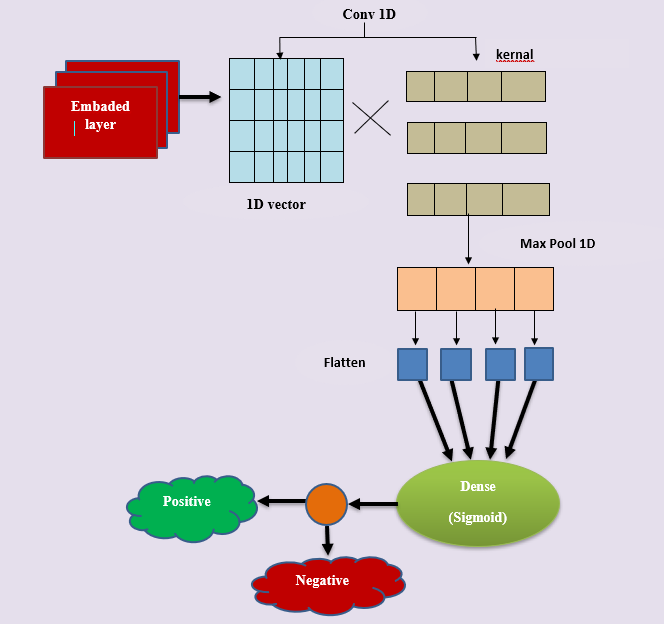 Conv 1D
kernal
Embaded
layer
1D vector
Max Pool 1D
Flatten
Dense
(Sigmoid)
Positive
Negative